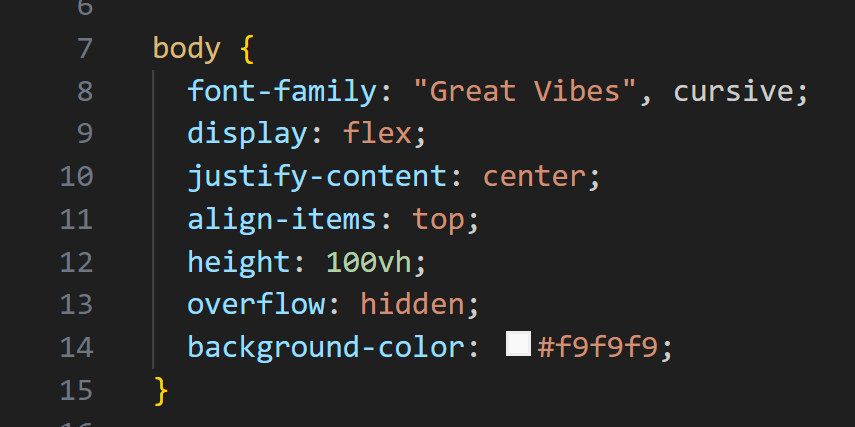 6
7 body {
8 font-family: "Great Vibes", cursive;
9 display: flex;
10 justify-content: center;
11 align-items: top;
12 height: 100vh;
13 overflow: hidden;
14 background-color: #f9f9f9;
15 }
16